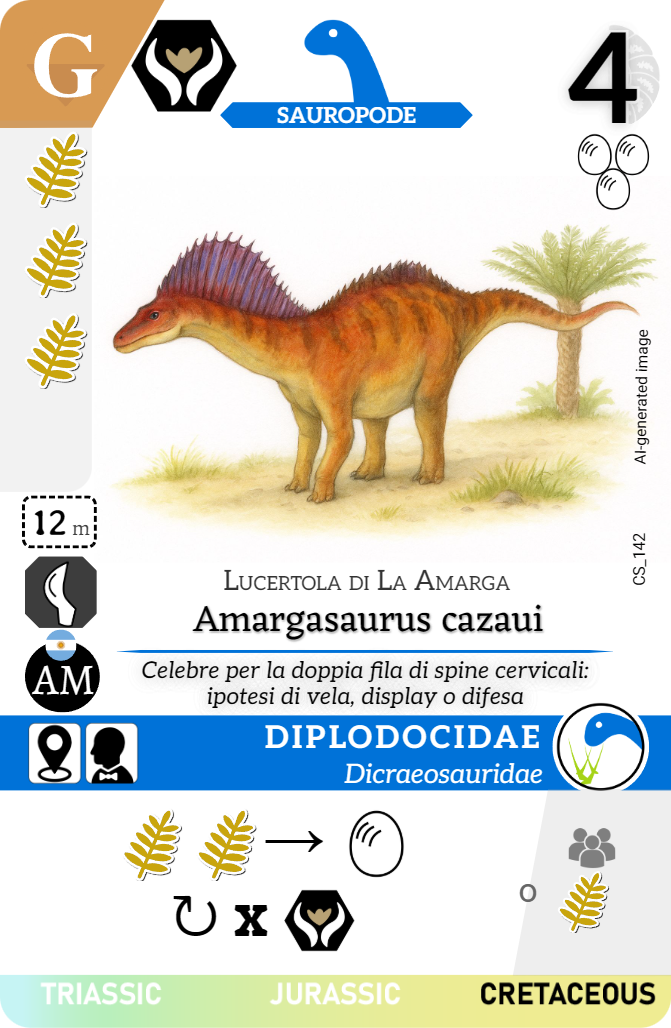 G
SAUROPODE
4
AI-generated image
12 m
CS_142
Lucertola di La Amarga
Amargasaurus cazaui
AM
Celebre per la doppia fila di spine cervicali:
ipotesi di vela, display o difesa
DIPLODOCIDAE
Dicraeosauridae
x
o
TRIASSIC JURASSIC CRETACEOUS